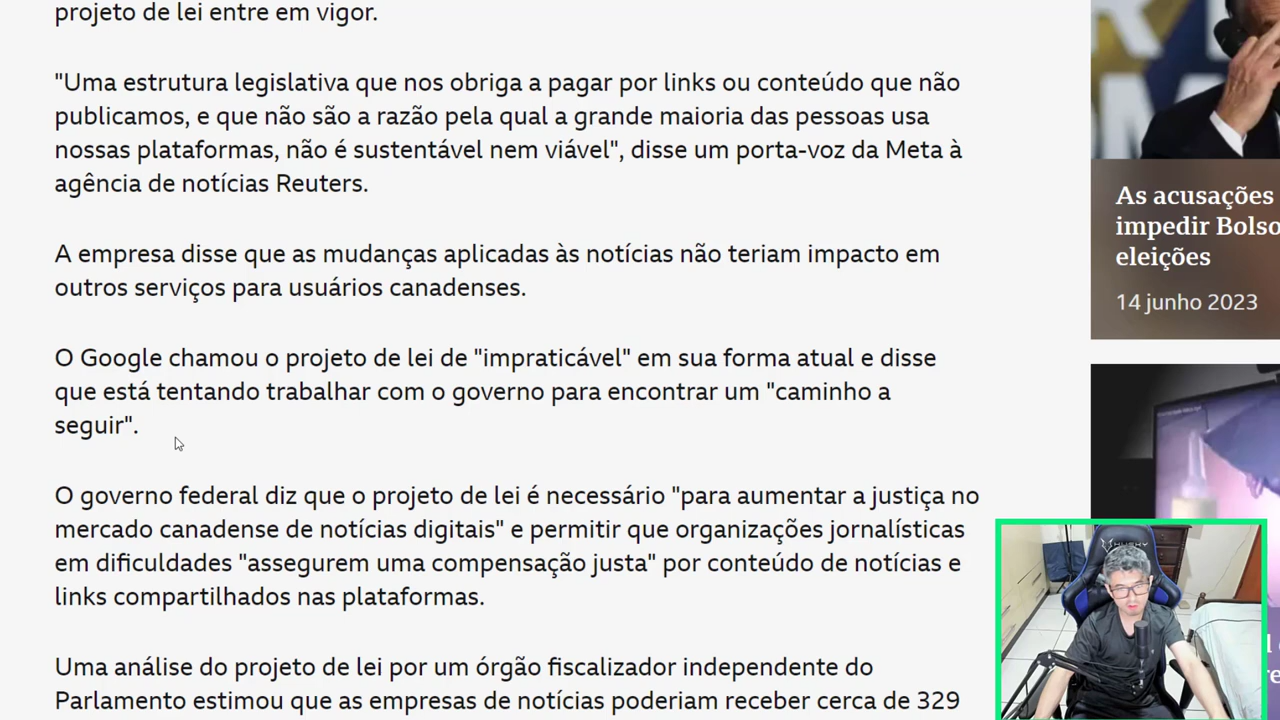 projeto de lei entre em vigor.
"Uma estrutura legislativa que nos obriga a pagar por links ou conteúdo que não
publicamos, e que não são a razão pela qual a grande maioria das pessoas usa
nossas plataformas, não é sustentável nem viável", disse um porta-voz da Meta à
agência de notícias Reuters.
A empresa disse que as mudanças aplicadas às notícias não teriam impacto em
outros serviços para usuários canadenses.
O Google chamou o projeto de lei de "impraticável" em sua forma atual e disse
que está tentando trabalhar com o governo para encontrar um "caminho a
seguir".
O governo federal diz que o projeto de lei é necessário "para aumentar a justiça no
mercado canadense de notícias digitais" e permitir que organizações jornalísticas
em dificuldades "assegurem uma compensação justa" por conteúdo de notícias e
links compartilhados nas plataformas.
Uma análise do projeto de lei por um órgão fiscalizador independente do
Parlamento estimou que as empresas de notícias poderiam receber cerca de 329
As acusações
impedir Bolso
eleições
14 junho 2023
HUSKY